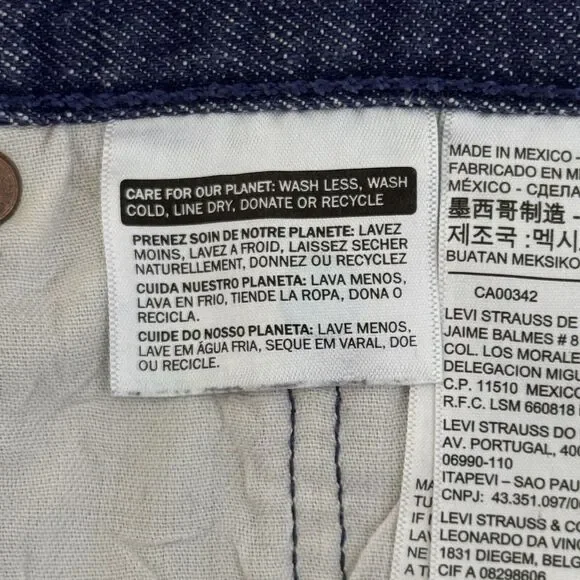 CARE FOR OUR PLANET: WASH LESS, WASH
COLD, LINE DRY, DONATE OR RECYCLE
PRENEZ SOIN DE NOTRE PLANETE: LAVEZ
MOINS, LAVEZ A FROID, LAISSEZ SECHER
NATURELLEMENT, DONNEZ OU RECYCLEZ
CUIDA NUESTRO PLANETA: LAVA MENOS,
LAVA EN FRIO, TIENDE LA ROPA, DONA O
RECICLA.
CUIDE DO NOSSO PLANETA: LAVE MENOS,
LAVE EM ÁGUA FRIA, SEQUE EM VARAL, DOE
OU RECICLE.
MADE IN MEXICO -
FABRICADO EN
MÉXICO -
墨西哥制造 -
제조국 :멕시
BUATAN MEKSIKO
CA00342
LEVI STRAUSS DE
JAIME BALMES # 8
COL. LOS MORALE
DELEGACION MIGU
C.P. 11510 MEXICO
R.F.C. LSM 660818
LEVI STRAUSS DO
AV. PORTUGAL, 400
06990-110
ITAPEVI – SAO PAU
CNPJ: 43.351.097/00
LEVI STRAUSS & CO
LEONARDO DA VINC
1831 DIEGEM, BELG
CIF A 08298606